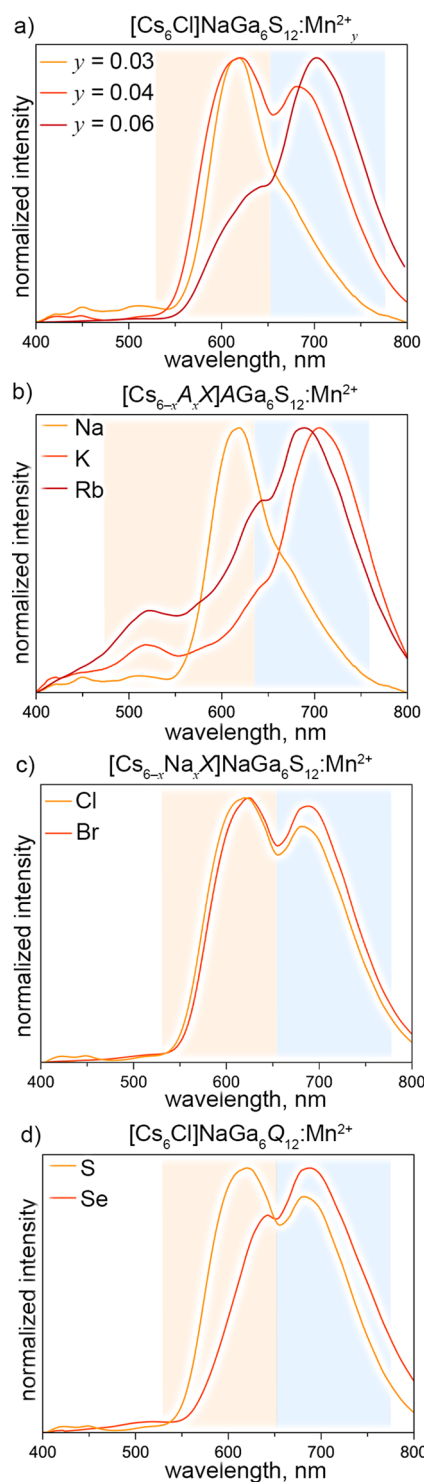 a) [Cs₆Cl]NaGa₆S₁₂:Mn²⁺ᵧ
y = 0.03
y = 0.04
y = 0.06
normalized intensity
400 500 600 700 800
wavelength, nm
b) [Cs₆₋ₓAₓX]AGa₆S₁₂:Mn²⁺
Na
K
Rb
normalized intensity
400 500 600 700 800
wavelength, nm
c) [Cs₆₋ₓNaₓX]NaGa₆S₁₂:Mn²⁺
Cl
Br
normalized intensity
400 500 600 700 800
wavelength, nm
d) [Cs₆Cl]NaGa₆Q₁₂:Mn²⁺
S
Se
normalized intensity
400 500 600 700 800
wavelength, nm